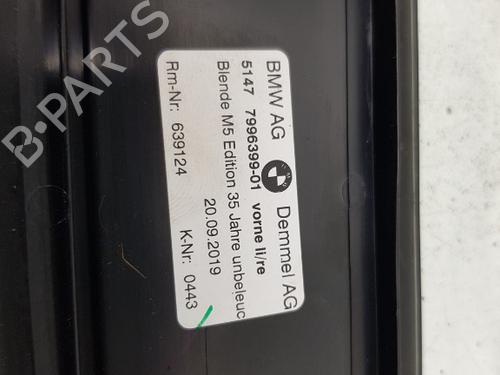 BMW AG Demmel AG
5147 7996399-01 vorne li/re
Blende M5 Edition 35 Jahre unbeleuc
20.09.2019
Rm-Nr: 639124 K-Nr: 0443
B-PARTS